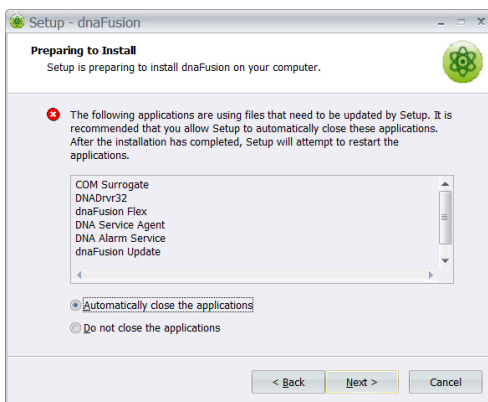 Setup - dnaFusion
Preparing to Install
Setup is preparing to install dnaFusion on your computer.
The following applications are using files that need to be updated by Setup. It is
recommended that you allow Setup to automatically close these applications.
After the installation has completed, Setup will attempt to restart the
applications.
COM Surrogate
DNADrvr32
dnaFusion Flex
DNA Service Agent
DNA Alarm Service
dnaFusion Update
Automatically close the applications
Do not close the applications
< Back Next > Cancel